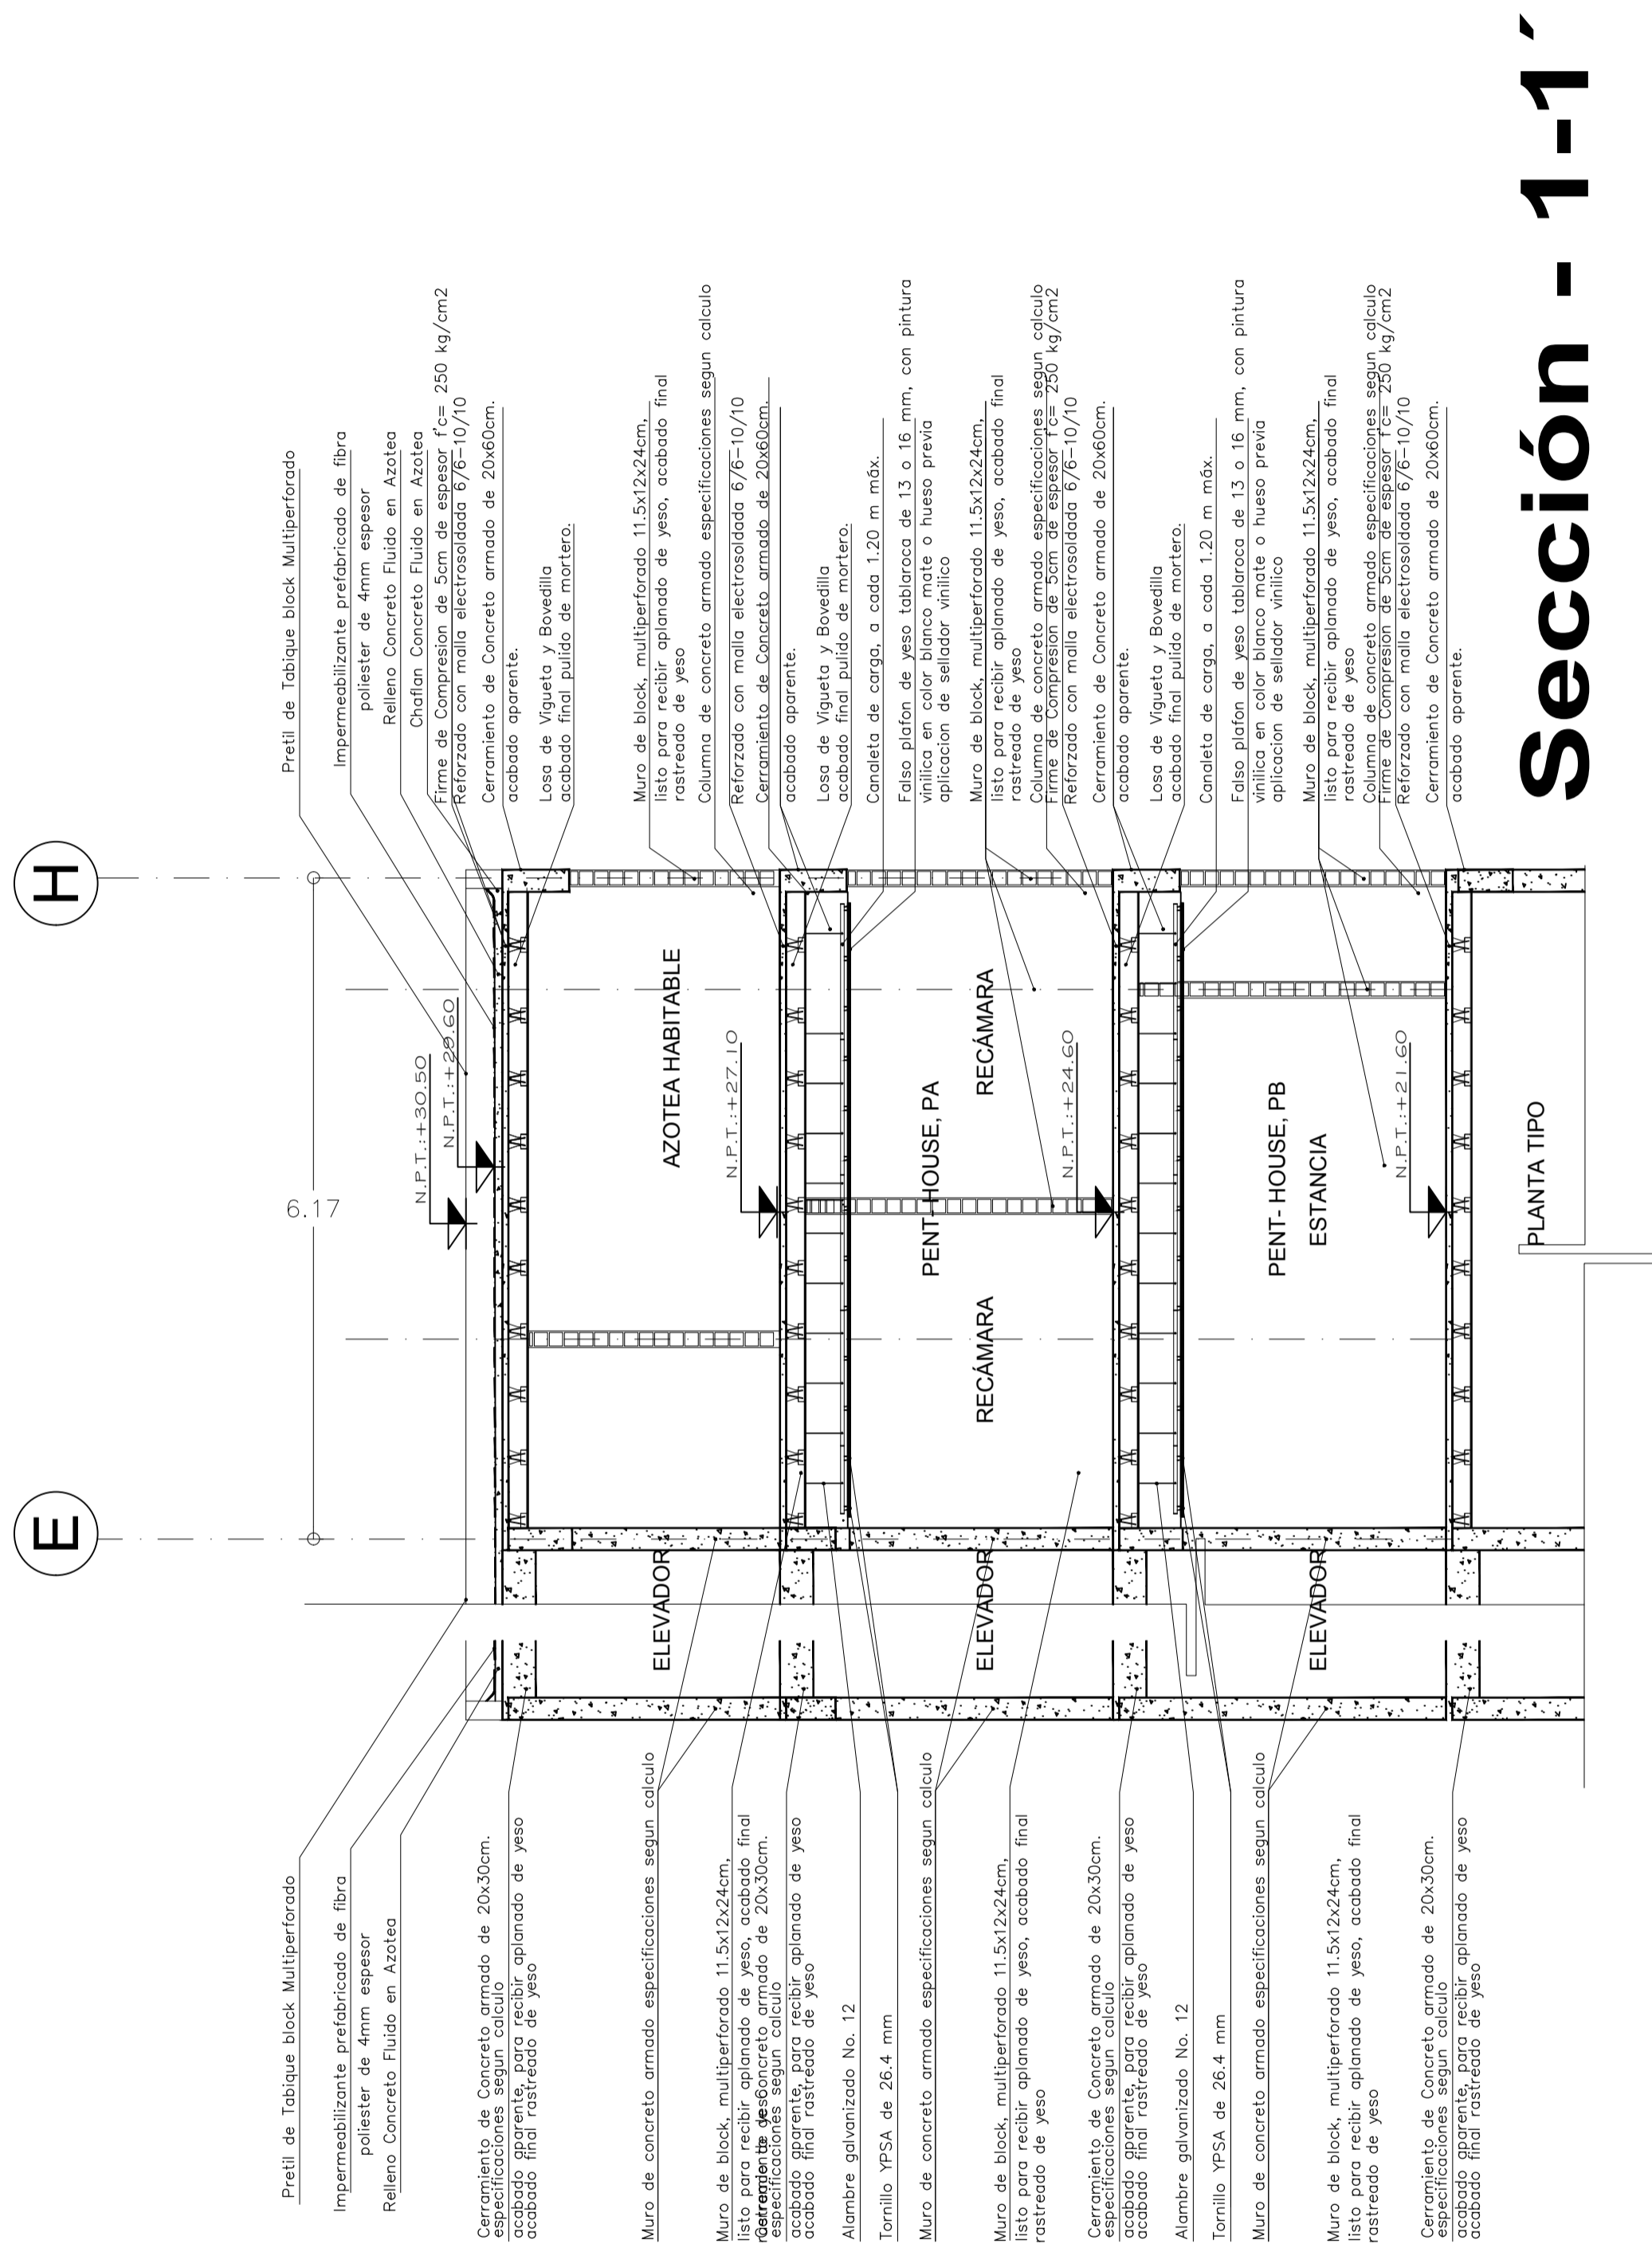 E
H
6.17
Pretil de Tabique block Multiperforado
Impermeabilizante prefabricado de fibra
poliester de 4mm espesor
Relleno Concreto Fluido en Azotea
Cerramiento de Concreto armado de 20x30cm.
especificaciones segun calculo
acabado aparente, para recibir aplanado de yeso
acabado final rastreado de yeso
Muro de concreto armado especificaciones segun calculo
Muro de block, multiperforado 11.5x12x24cm,
listo para recibir aplanado de yeso, acabado final
rastreado de yeso
Cerramiento de Concreto armado de 20x30cm.
especificaciones segun calculo
acabado aparente, para recibir aplanado de yeso
acabado final rastreado de yeso
Alambre galvanizado No. 12
Tornillo YPSA de 26.4 mm
Muro de concreto armado especificaciones segun calculo
Muro de block, multiperforado 11.5x12x24cm,
listo para recibir aplanado de yeso, acabado final
rastreado de yeso
Cerramiento de Concreto armado de 20x30cm.
especificaciones segun calculo
acabado aparente, para recibir aplanado de yeso
acabado final rastreado de yeso
Alambre galvanizado No. 12
Tornillo YPSA de 26.4 mm
Muro de concreto armado especificaciones segun calculo
Muro de block, multiperforado 11.5x12x24cm,
listo para recibir aplanado de yeso, acabado final
rastreado de yeso
Cerramiento de Concreto armado de 20x30cm.
especificaciones segun calculo
acabado aparente, para recibir aplanado de yeso
acabado final rastreado de yeso
N.P.T.:+30.50
N.P.T.:+29.60
ELEVADOR
AZOTEA HABITABLE
N.P.T.:+27.10
PENT- HOUSE, PA
ELEVADOR
RECÁMARA
RECÁMARA
N.P.T.:+24.60
PENT- HOUSE, PB
ELEVADOR
ESTANCIA
N.P.T.:+21.60
PLANTA TIPO
Pretil de Tabique block Multiperforado
Impermeabilizante prefabricado de fibra
poliester de 4mm espesor
Relleno Concreto Fluido en Azotea
Chaflan Concreto Fluido en Azotea
Firme de Compresion de 5cm de espesor f'c= 250 kg/cm2
Reforzado con malla electrosoldada 6/6-10/10
Cerramiento de Concreto armado de 20x60cm.
acabado aparente.
Losa de Vigueta y Bovedilla
acabado final pulido de mortero.
Muro de block, multiperforado 11.5x12x24cm,
listo para recibir aplanado de yeso, acabado final
rastreado de yeso
Columna de concreto armado especificaciones segun calculo
Reforzado con malla electrosoldada 6/6-10/10
Cerramiento de Concreto armado de 20x60cm.
acabado aparente.
Losa de Vigueta y Bovedilla
acabado final pulido de mortero.
Canaleta de carga, a cada 1.20 m máx.
Falso plafon de yeso tablaroca de 13 o 16 mm, con pintura
vinilica en color blanco mate o hueso previa
aplicacion de sellador vinilico
Muro de block, multiperforado 11.5x12x24cm,
listo para recibir aplanado de yeso, acabado final
rastreado de yeso
Columna de concreto armado especificaciones segun calculo
Firme de Compresion de 5cm de espesor f'c= 250 kg/cm2
Reforzado con malla electrosoldada 6/6-10/10
Cerramiento de Concreto armado de 20x60cm.
acabado aparente.
Losa de Vigueta y Bovedilla
acabado final pulido de mortero.
Canaleta de carga, a cada 1.20 m máx.
Falso plafon de yeso tablaroca de 13 o 16 mm, con pintura
vinilica en color blanco mate o hueso previa
aplicacion de sellador vinilico
Muro de block, multiperforado 11.5x12x24cm,
listo para recibir aplanado de yeso, acabado final
rastreado de yeso
Columna de concreto armado especificaciones segun calculo
Firme de Compresion de 5cm de espesor f'c= 250 kg/cm2
Reforzado con malla electrosoldada 6/6-10/10
Cerramiento de Concreto armado de 20x60cm.
acabado aparente.
Sección - 1-1´